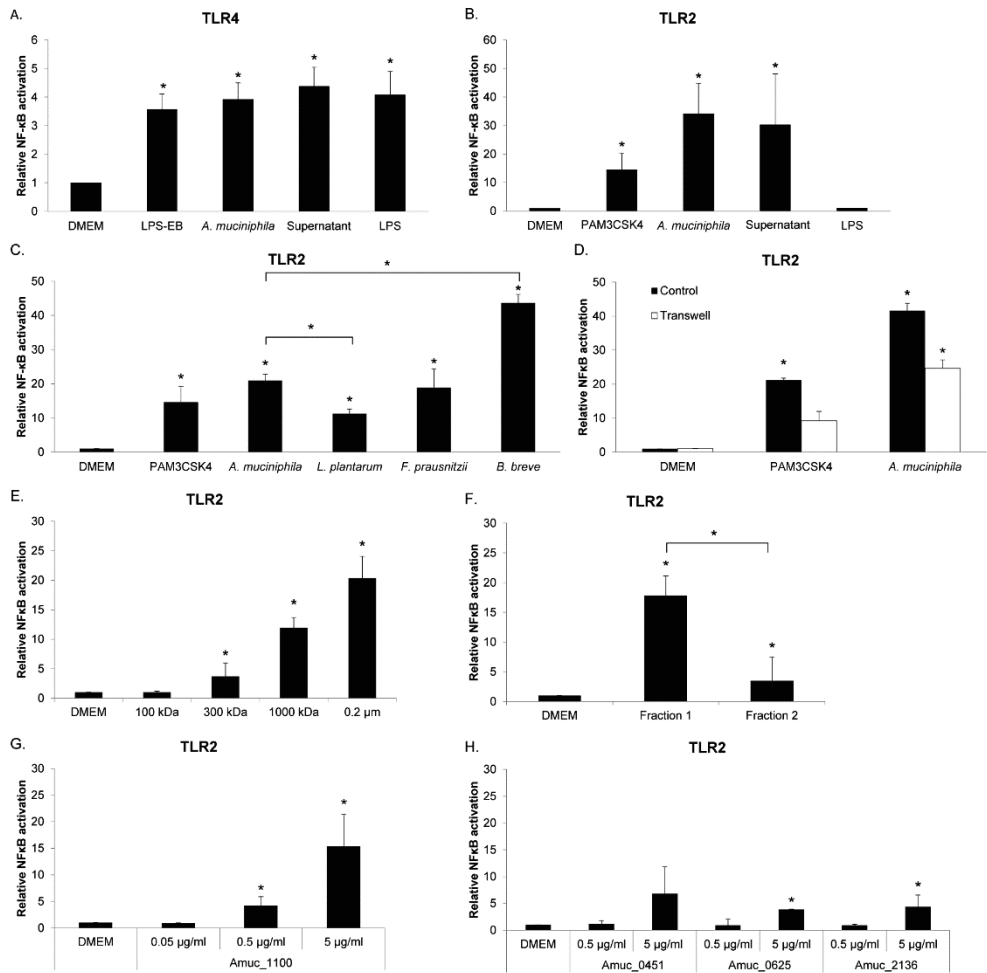 A.
TLR4
Relative NF-κB activation
6
5
4
3
2
1
0
* * * *
DMEM LPS-EB A. muciniphila Supernatant LPS
B.
TLR2
Relative NF-κB activation
60
50
40
30
20
10
0
* * *
DMEM PAM3CSK4 A. muciniphila Supernatant LPS
C.
TLR2
Relative NF-κB activation
50
40
30
20
10
0
*
*
* * * * *
DMEM PAM3CSK4 A. muciniphila L. plantarum F. prausnitzii B. breve
D.
TLR2
Control
Transwell
Relative NFκB activation
50
40
30
20
10
0
* * *
DMEM PAM3CSK4 A. muciniphila
E.
TLR2
Relative NFκB activation
30
25
20
15
10
5
0
* * *
DMEM 100 kDa 300 kDa 1000 kDa 0.2 µm
F.
TLR2
Relative NFκB activation
30
25
20
15
10
5
0
*
* *
DMEM Fraction 1 Fraction 2
G.
TLR2
Relative NFκB activation
30
25
20
15
10
5
0
* *
DMEM 0.05 µg/ml 0.5 µg/ml 5 µg/ml
Amuc_1100
H.
TLR2
Relative NFκB activation
30
25
20
15
10
5
0
* *
DMEM 0.5 µg/ml 5 µg/ml 0.5 µg/ml 5 µg/ml 0.5 µg/ml 5 µg/ml
Amuc_0451 Amuc_0625 Amuc_2136